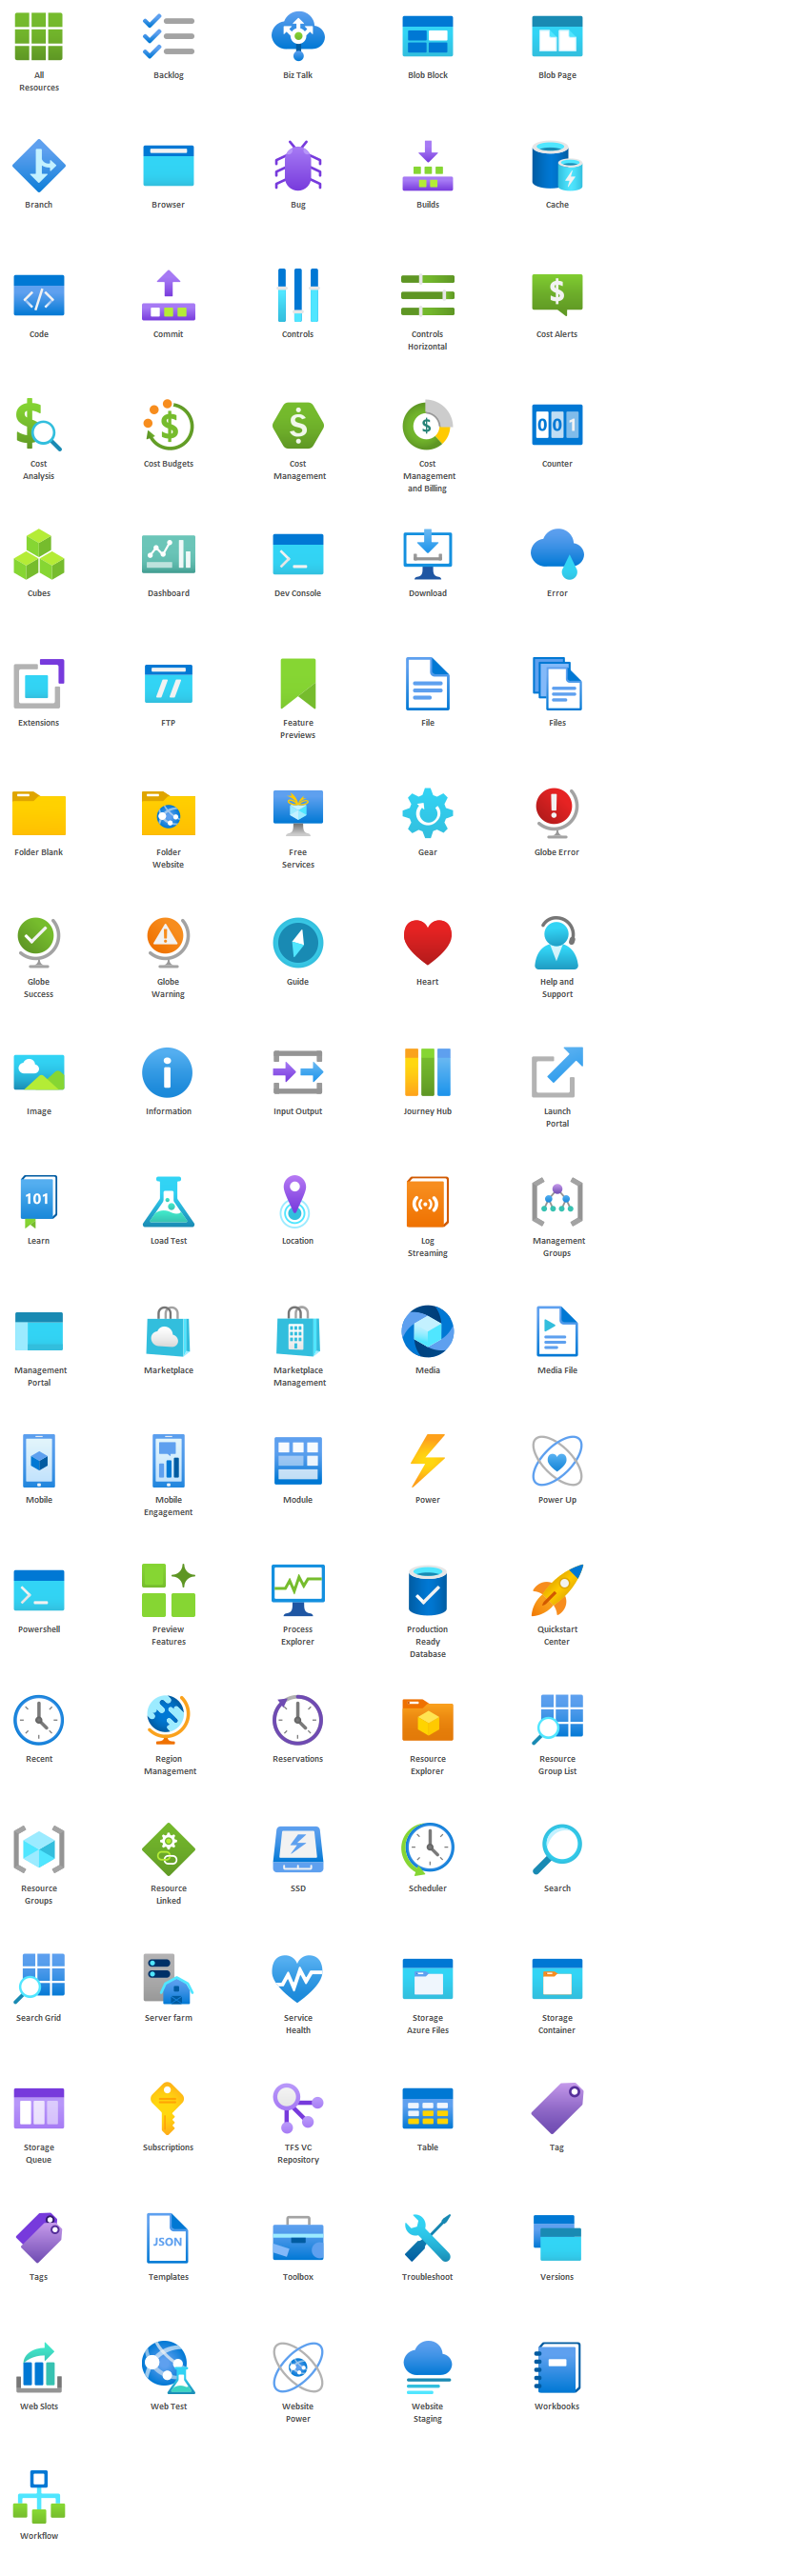 All
Resources
Backlog
Biz Talk
Blob Block
Blob Page
Branch
Browser
Bug
Builds
Cache
Code
Commit
Controls
Controls
Horizontal
$
Cost Alerts
$
Cost
Analysis
$
Cost Budgets
$
Cost
Management
$
Cost
Management
and Billing
0 0 1
Counter
Cubes
Dashboard
Dev Console
Download
Error
Extensions
FTP
Feature
Previews
File
Files
Folder Blank
Folder
Website
Free
Services
Gear
Globe Error
Globe
Success
Globe
Warning
Guide
Heart
Help and
Support
Image
Information
Input Output
Journey Hub
Launch
Portal
101
Learn
Load Test
Location
Log
Streaming
Management
Groups
Management
Portal
Marketplace
Marketplace
Management
Media
Media File
Mobile
Mobile
Engagement
Module
Power
Power Up
Powershell
Preview
Features
Process
Explorer
Production
Ready
Database
Quickstart
Center
Recent
Region
Management
Reservations
Resource
Explorer
Resource
Group List
Resource
Groups
Resource
Linked
SSD
Scheduler
Search
Search Grid
Server farm
Service
Health
Storage
Azure Files
Storage
Container
Storage
Queue
Subscriptions
TFS VC
Repository
Table
Tag
Tags
JSON
Templates
Toolbox
Troubleshoot
Versions
Web Slots
Web Test
Website
Power
Website
Staging
Workbooks
Workflow